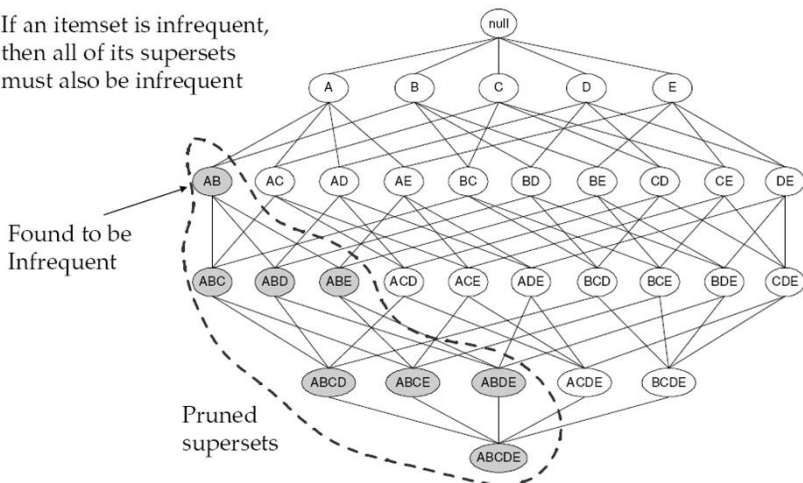 If an itemset is infrequent,
then all of its supersets
must also be infrequent
null
A B C D E
AB AC AD AE BC BD BE CD CE DE
Found to be
Infrequent
ABC ABD ABE ACD ACE ADE BCD BCE BDE CDE
ABCD ABCE ABDE ACDE BCDE
Pruned
supersets
ABCDE